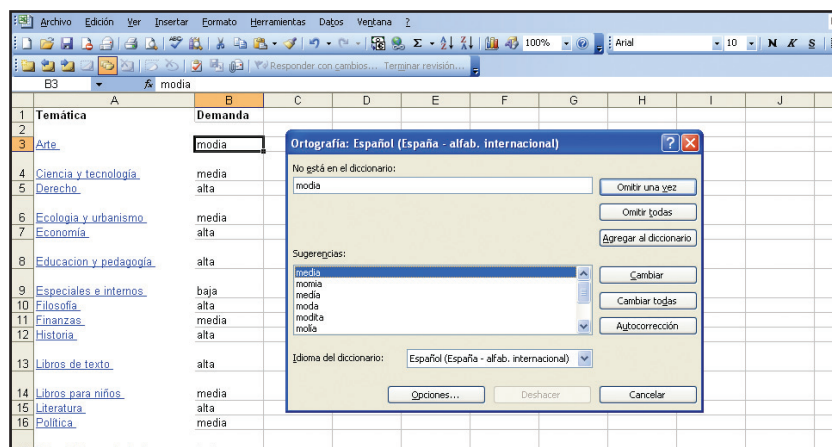 Archivo Edición Ver Insertar Formato Herramientas Datos Ventana ?
100% Arial 10 N K S
Responder con cambios... Terminar revisión...
B3 fx modia
A B C D E F G H I J
1 Temática Demanda
2
3 Arte modia
4 Ciencia y tecnología media
5 Derecho alta
6 Ecologia y urbanismo media
7 Economía alta
8 Educacion y pedagogía alta
9 Especiales e internos baja
10 Filosofía alta
11 Finanzas media
12 Historia alta
13 Libros de texto alta
14 Libros para niños media
15 Literatura alta
16 Política media
Ortografía: Español (España - alfab. internacional)
No está en el diccionario:
modia
Omitir una vez
Omitir todas
Agregar al diccionario
Sugerencias:
media
momia
medía
moda
modita
molía
Cambiar
Cambiar todas
Autocorrección
Idioma del diccionario: Español (España - alfab. internacional)
Opciones... Deshacer Cancelar